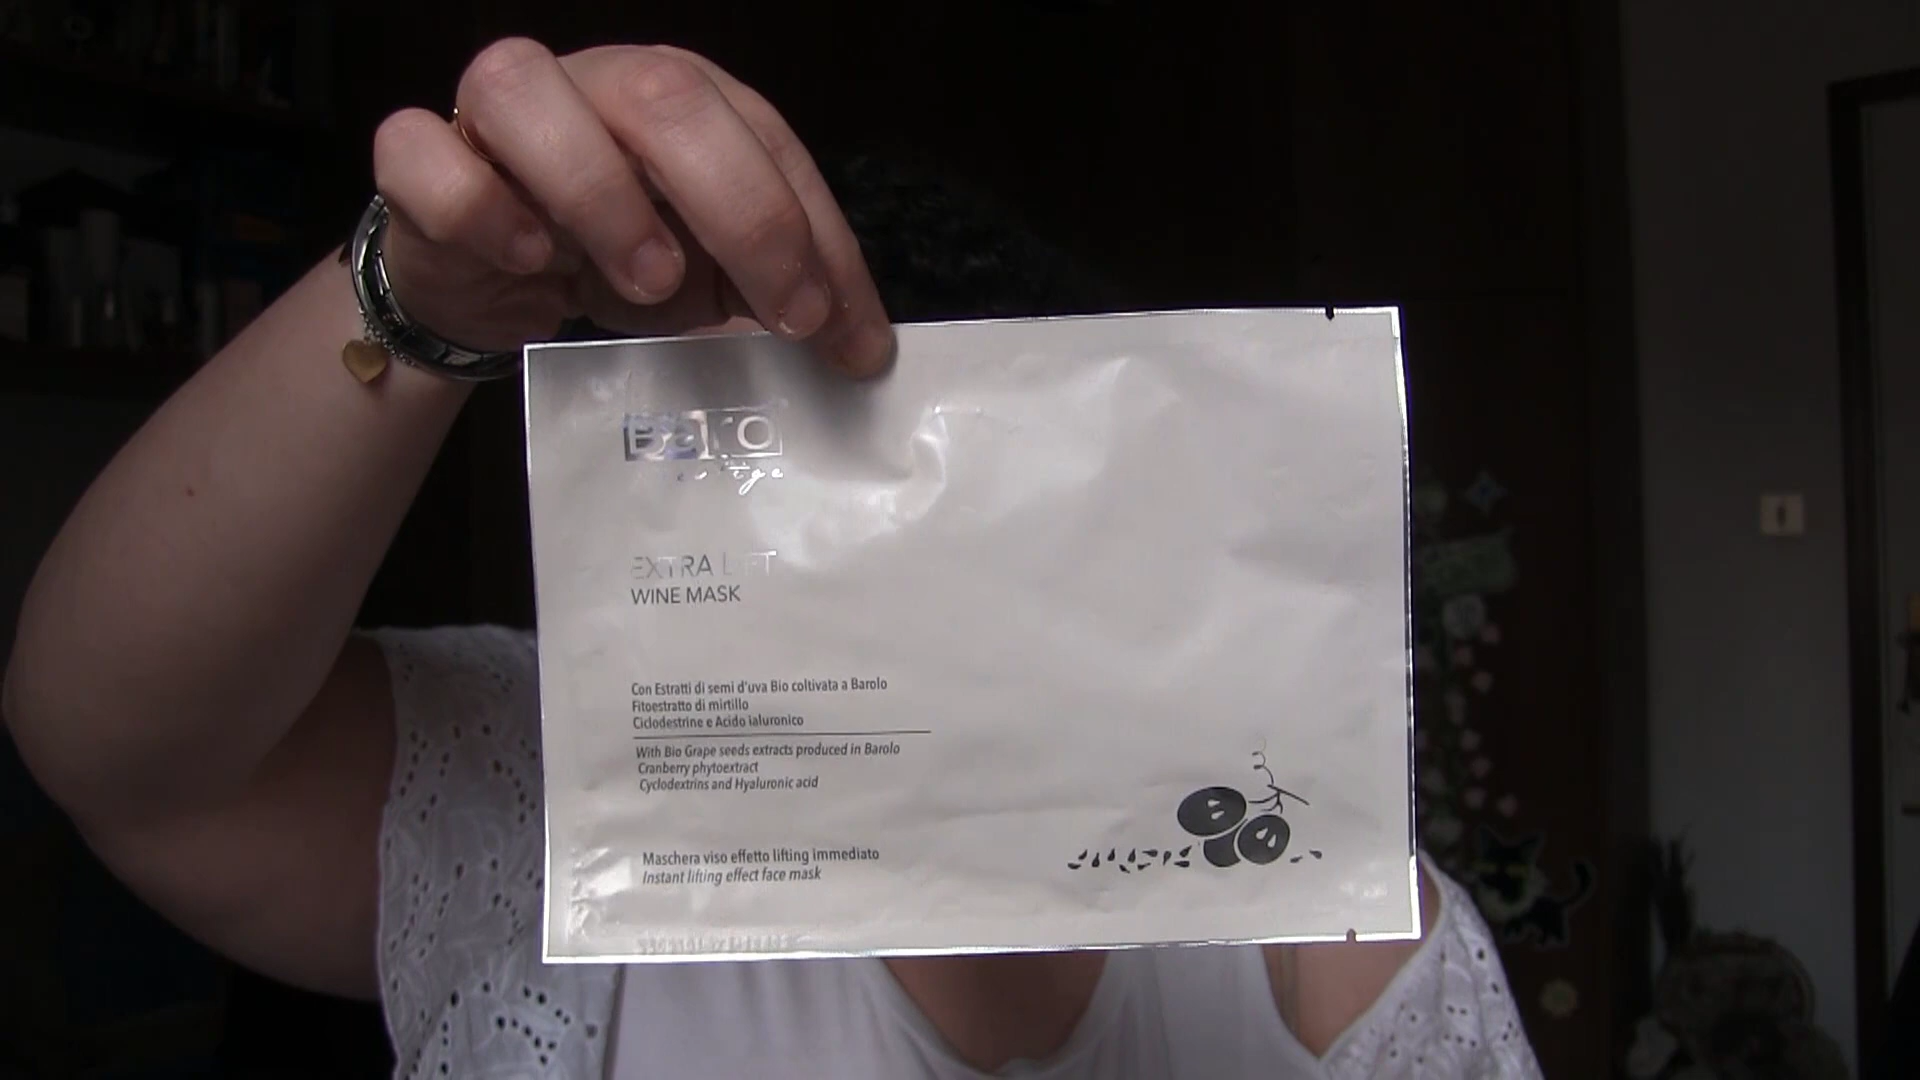 Baro
EXTRA LIFT
WINE MASK
Con Estratti di semi d'uva Bio coltivata a Barolo
Fitoestratto di mirtillo
Ciclodestrine e Acido ialuronico
With Bio Grape seeds extracts produced in Barolo
Cranberry phytoextract
Cyclodextrins and Hyaluronic acid
Maschera viso effetto lifting immediato
Instant lifting effect face mask